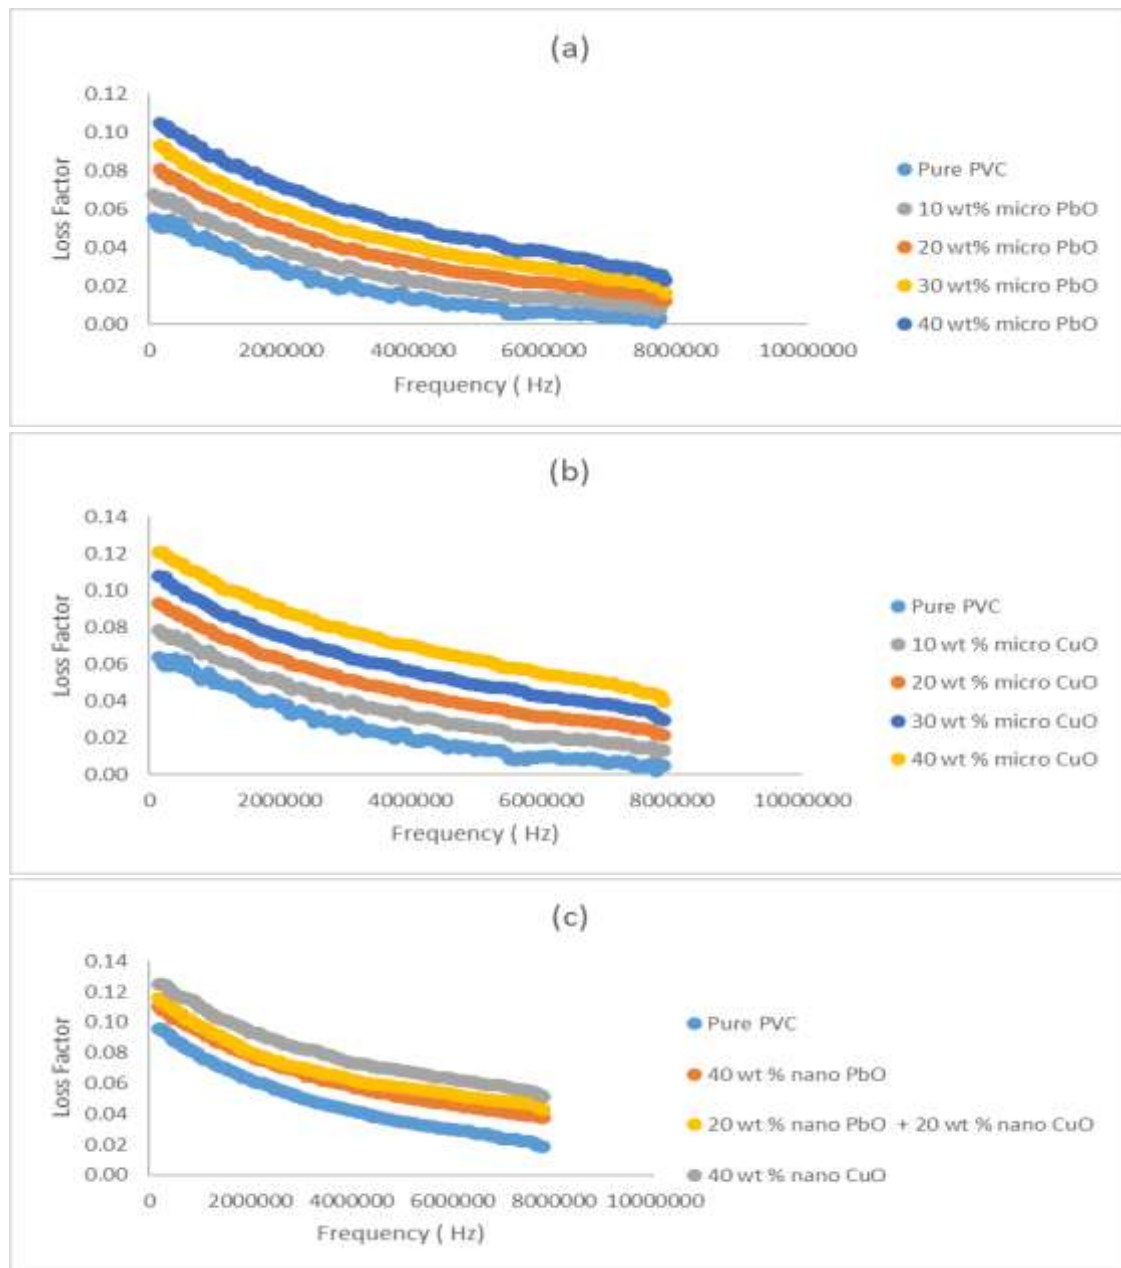 (a)
0.12
0.10
0.08
0.06
0.04
0.02
0.00
Loss Factor
0 2000000 4000000 6000000 8000000 10000000
Frequency ( Hz)
Pure PVC
10 wt% micro PbO
20 wt% micro PbO
30 wt% micro PbO
40 wt% micro PbO
(b)
0.14
0.12
0.10
0.08
0.06
0.04
0.02
0.00
Loss Factor
0 2000000 4000000 6000000 8000000 10000000
Frequency ( Hz)
Pure PVC
10 wt % micro CuO
20 wt % micro CuO
30 wt % micro CuO
40 wt % micro CuO
(c)
0.14
0.12
0.10
0.08
0.06
0.04
0.02
0.00
Loss Factor
0 2000000 4000000 6000000 8000000 10000000
Frequency ( Hz)
Pure PVC
40 wt % nano PbO
20 wt % nano PbO + 20 wt % nano CuO
40 wt % nano CuO